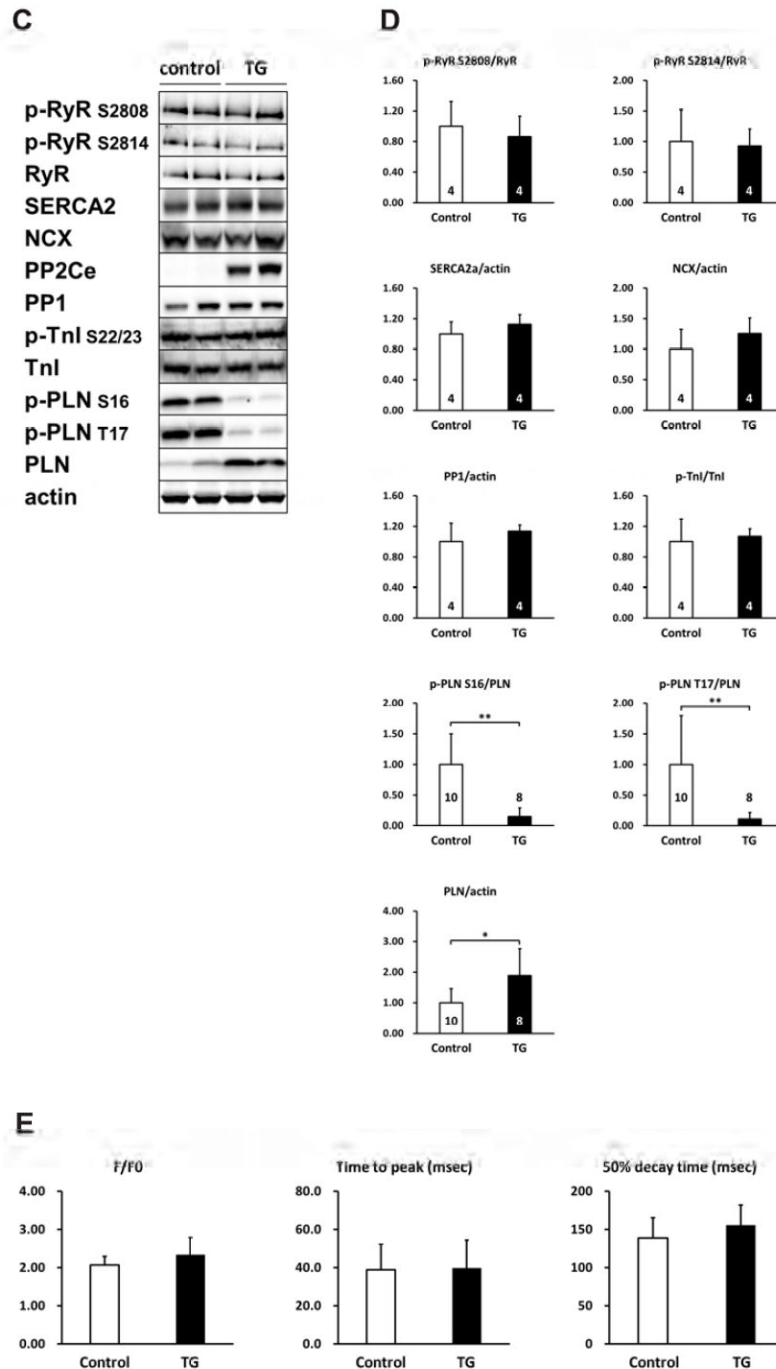 C
control TG
p-RyR S2808
p-RyR S2814
RyR
SERCA2
NCX
PP2Ce
PP1
p-TnI S22/23
TnI
p-PLN S16
p-PLN T17
PLN
actin
D
p-RyR S2808/RyR
1.60
1.20
0.80
0.40
0.00
4 4
Control TG
p-RyR S2814/RyR
2.00
1.50
1.00
0.50
0.00
4 4
Control TG
SERCA2a/actin
1.60
1.20
0.80
0.40
0.00
4 4
Control TG
NCX/actin
2.00
1.50
1.00
0.50
0.00
4 4
Control TG
PP1/actin
1.60
1.20
0.80
0.40
0.00
4 4
Control TG
p-TnI/TnI
1.60
1.20
0.80
0.40
0.00
4 4
Control TG
p-PLN S16/PLN
2.00
1.50
1.00
0.50
0.00
**
10 8
Control TG
p-PLN T17/PLN
2.00
1.50
1.00
0.50
0.00
**
10 8
Control TG
PLN/actin
4.00
3.00
2.00
1.00
0.00
*
10 8
Control TG
E
F/F0
4.00
3.00
2.00
1.00
0.00
Control TG
Time to peak (msec)
80.0
60.0
40.0
20.0
0.0
Control TG
50% decay time (msec)
200
150
100
50
0
Control TG